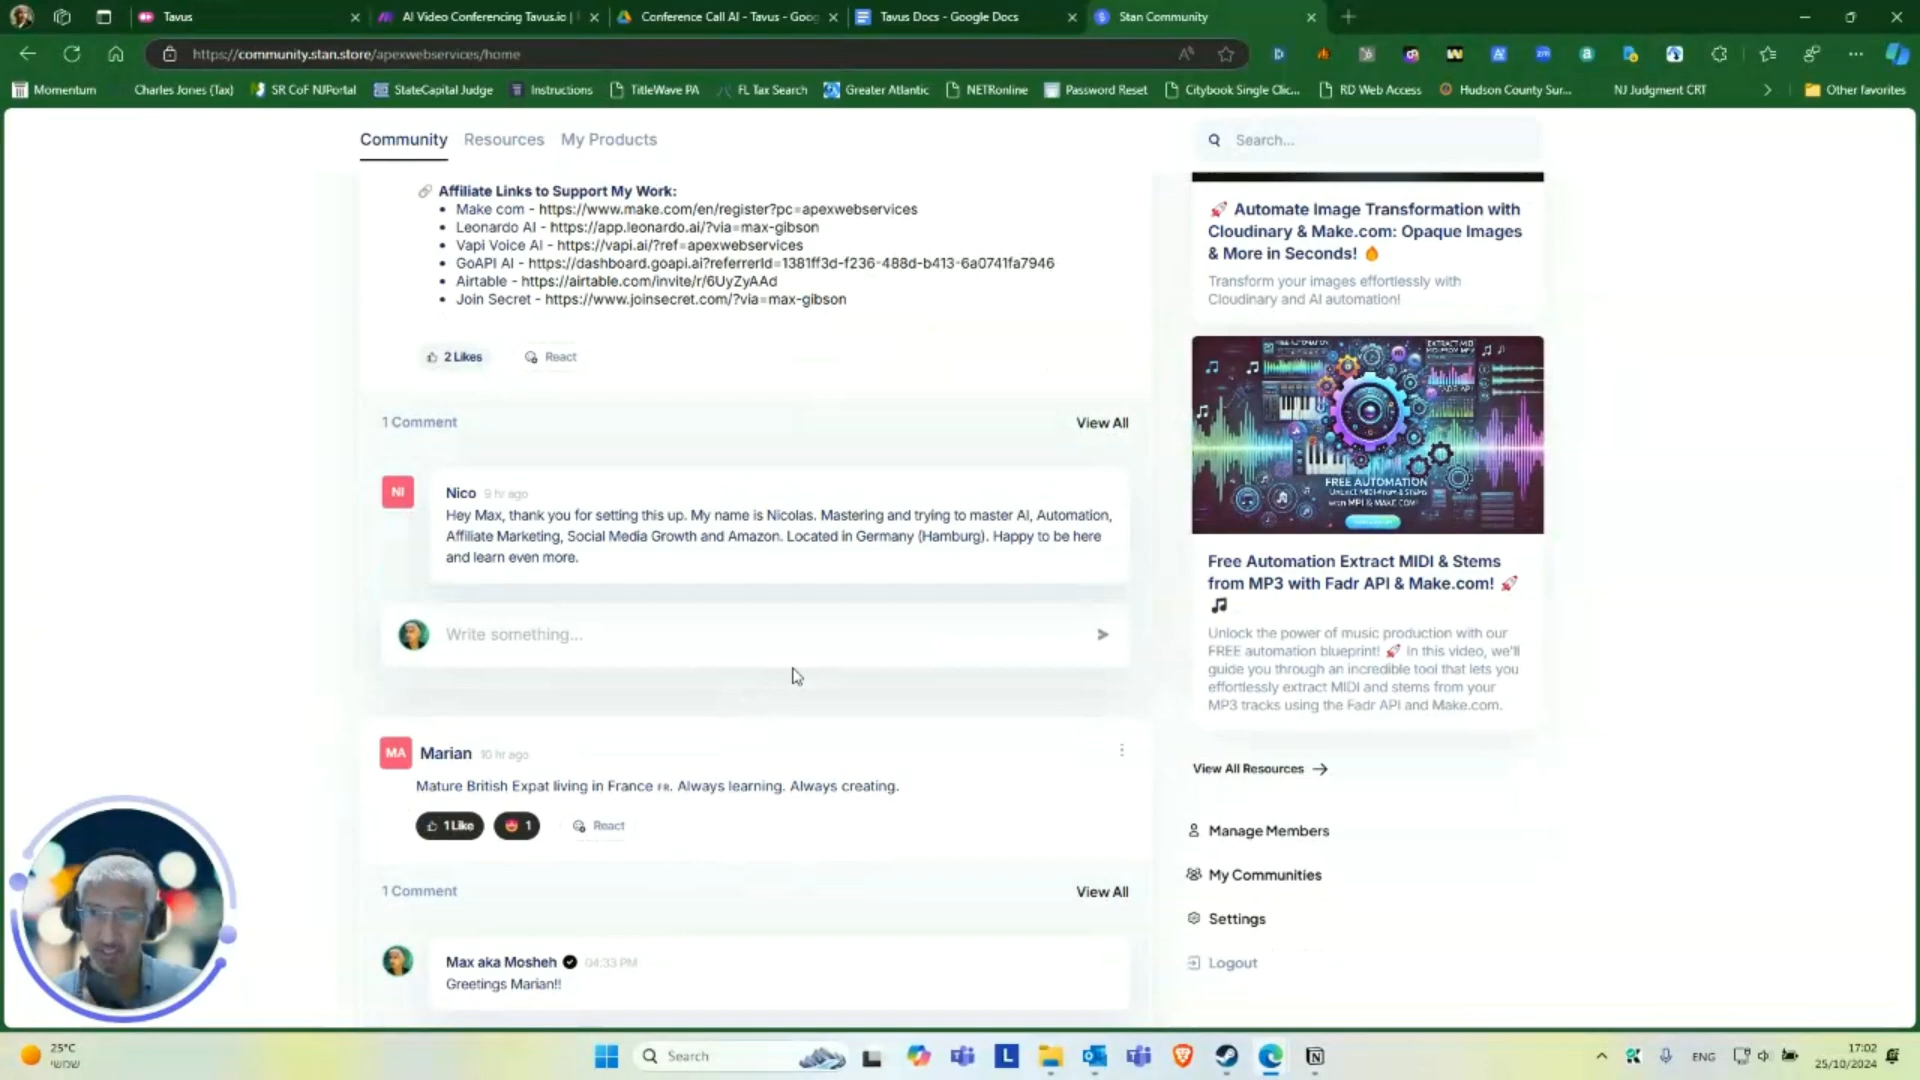 Tavus
AI Video Conferencing Tavus.io |
Conference Call AI - Tavus - Goog
Tavus Docs - Google Docs
Stan Community
https://community.stan.store/apexwebservices/home
Momentum
Charles Jones (Tax)
SR CoF NJPortal
StateCapital Judge
Instructions
TitleWave PA
FL Tax Search
Greater Atlantic
NETRonline
Password Reset
Citybook Single Clic...
RD Web Access
Hudson County Sur...
NJ Judgment CRT
Other favorites
Community
Resources
My Products
Search...
Affiliate Links to Support My Work:
Make com - https://www.make.com/en/register?pc=apexwebservices
Leonardo AI - https://app.leonardo.ai/?via=max-gibson
Vapi Voice AI - https://vapi.ai/?ref=apexwebservices
GoAPI AI - https://dashboard.goapi.ai?referrerId=1381ff3d-f236-488d-b413-6a0741fa7946
Airtable - https://airtable.com/invite/r/6UyZyAAd
Join Secret - https://www.joinsecret.com/?via=max-gibson
2 Likes
React
1 Comment
View All
NI
Nico 9 hr ago
Hey Max, thank you for setting this up. My name is Nicolas. Mastering and trying to master AI, Automation,
Affiliate Marketing, Social Media Growth and Amazon. Located in Germany (Hamburg). Happy to be here
and learn even more.
Write something...
MA
Marian 10 hr ago
Mature British Expat living in France FR. Always learning. Always creating.
1 Like
1
React
1 Comment
View All
Max aka Mosheh 04:33 PM
Greetings Marian!!
🚀 Automate Image Transformation with
Cloudinary & Make.com: Opaque Images
& More in Seconds! 🔥
Transform your images effortlessly with
Cloudinary and AI automation!
FREE AUTOMATION
Free Automation Extract MIDI & Stems
from MP3 with Fadr API & Make.com! 🚀
🎵
Unlock the power of music production with our
FREE automation blueprint! 🚀 In this video, we'll
guide you through an incredible tool that lets you
effortlessly extract MIDI and stems from your
MP3 tracks using the Fadr API and Make.com.
View All Resources
Manage Members
My Communities
Settings
Logout
25°C
שמשי
Search
ENG
17:02
25/10/2024